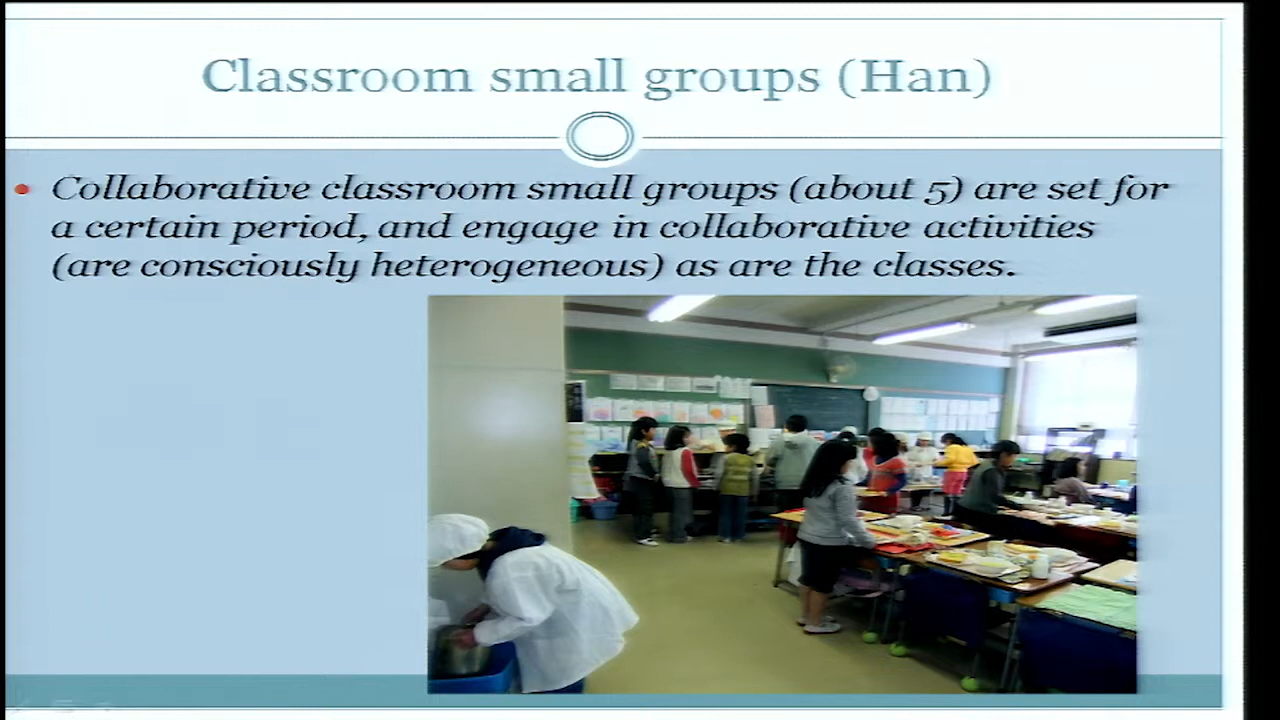 Classroom small groups (Han)
Collaborative classroom small groups (about 5) are set for
a certain period, and engage in collaborative activities
(are consciously heterogeneous) as are the classes.